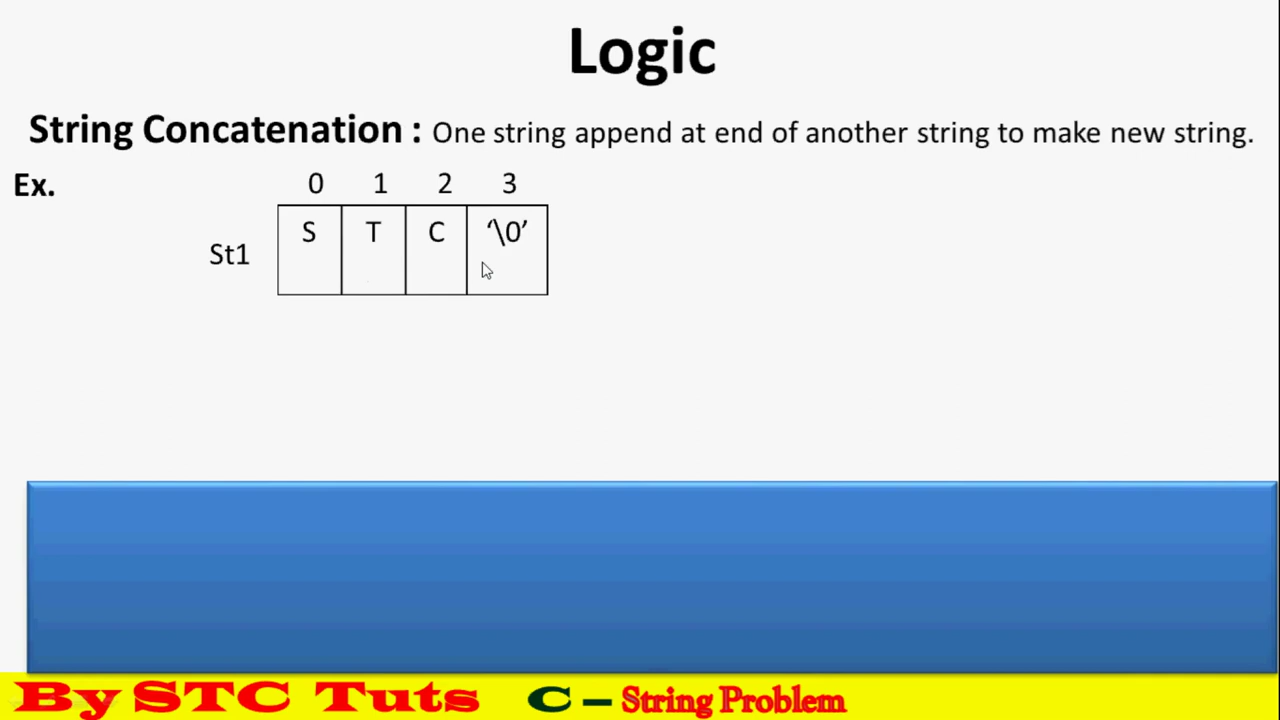 Logic
String Concatenation : One string append at end of another string to make new string.
Ex.
0 1 2 3
St1 S T C ‘\0’
By STC Tuts C – String Problem